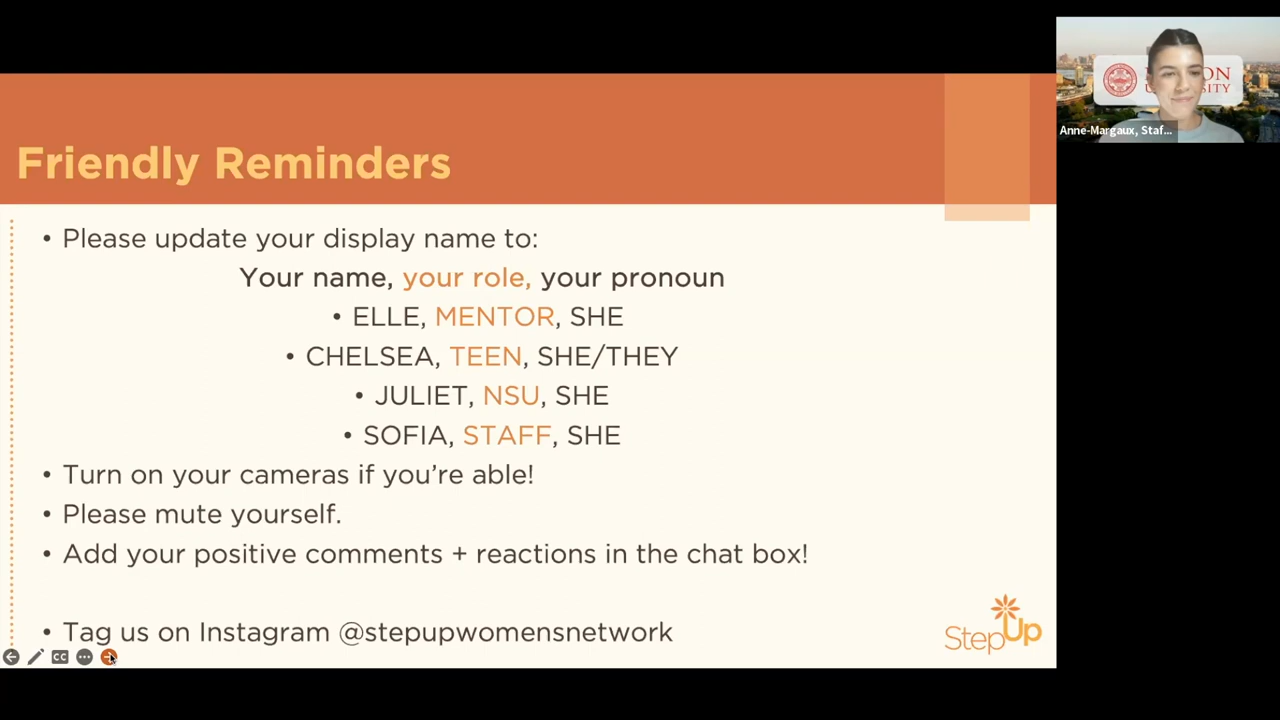 Friendly Reminders
• Please update your display name to:
Your name, your role, your pronoun
• ELLE, MENTOR, SHE
• CHELSEA, TEEN, SHE/THEY
• JULIET, NSU, SHE
• SOFIA, STAFF, SHE
• Turn on your cameras if you’re able!
• Please mute yourself.
• Add your positive comments + reactions in the chat box!
• Tag us on Instagram @stepupwomensnetwork
StepUp
CC
Anne-Margaux, Staf...